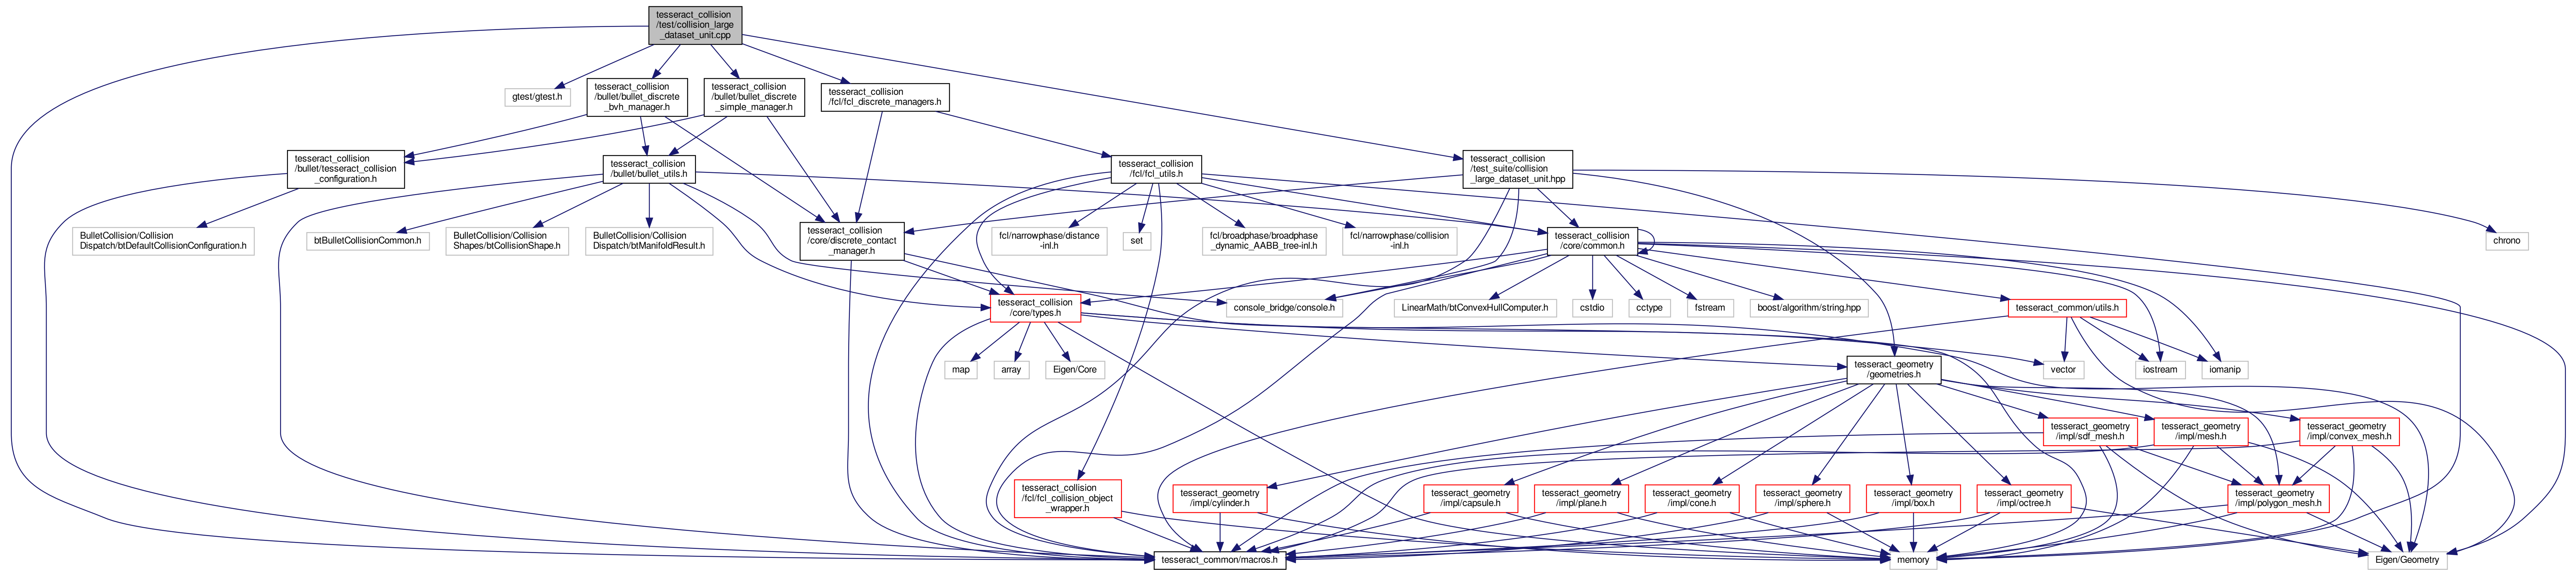 tesseract_collision
/test/collision_large
_dataset_unit.cpp
gtest/gtest.h
tesseract_collision
/bullet/bullet_discrete
_bvh_manager.h
tesseract_collision
/bullet/bullet_discrete
_simple_manager.h
tesseract_collision
/fcl/fcl_discrete_managers.h
tesseract_collision
/bullet/tesseract_collision
_configuration.h
tesseract_collision
/bullet/bullet_utils.h
tesseract_collision
/fcl/fcl_utils.h
tesseract_collision
/test_suite/collision
_large_dataset_unit.hpp
BulletCollision/Collision
Dispatch/btDefaultCollisionConfiguration.h
btBulletCollisionCommon.h
BulletCollision/Collision
Shapes/btCollisionShape.h
BulletCollision/Collision
Dispatch/btManifoldResult.h
tesseract_collision
/core/discrete_contact
_manager.h
fcl/narrowphase/distance
-inl.h
set
fcl/broadphase/broadphase
_dynamic_AABB_tree-inl.h
fcl/narrowphase/collision
-inl.h
tesseract_collision
/core/common.h
chrono
tesseract_collision
/core/types.h
console_bridge/console.h
LinearMath/btConvexHullComputer.h
cstdio
cctype
fstream
boost/algorithm/string.hpp
tesseract_common/utils.h
map
array
Eigen/Core
tesseract_geometry
/geometries.h
vector
iostream
iomanip
tesseract_geometry
/impl/sdf_mesh.h
tesseract_geometry
/impl/mesh.h
tesseract_geometry
/impl/convex_mesh.h
tesseract_collision
/fcl/fcl_collision_object
_wrapper.h
tesseract_geometry
/impl/cylinder.h
tesseract_geometry
/impl/capsule.h
tesseract_geometry
/impl/plane.h
tesseract_geometry
/impl/cone.h
tesseract_geometry
/impl/sphere.h
tesseract_geometry
/impl/box.h
tesseract_geometry
/impl/octree.h
tesseract_geometry
/impl/polygon_mesh.h
tesseract_common/macros.h
memory
Eigen/Geometry